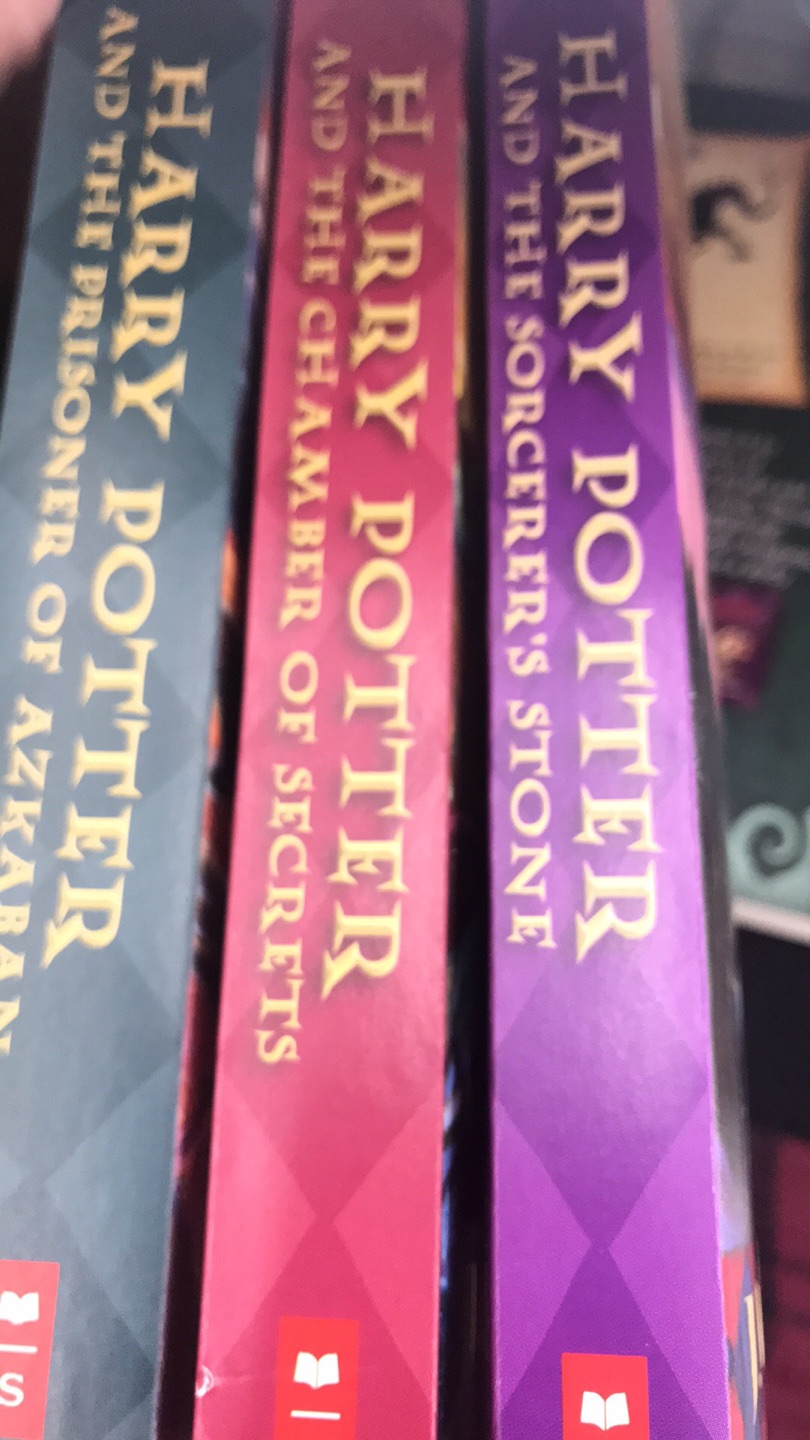 HARRY POTTER
AND THE PRISONER OF AZKABAN
S
HARRY POTTER
AND THE CHAMBER OF SECRETS
HARRY POTTER
AND THE SORCERER'S STONE